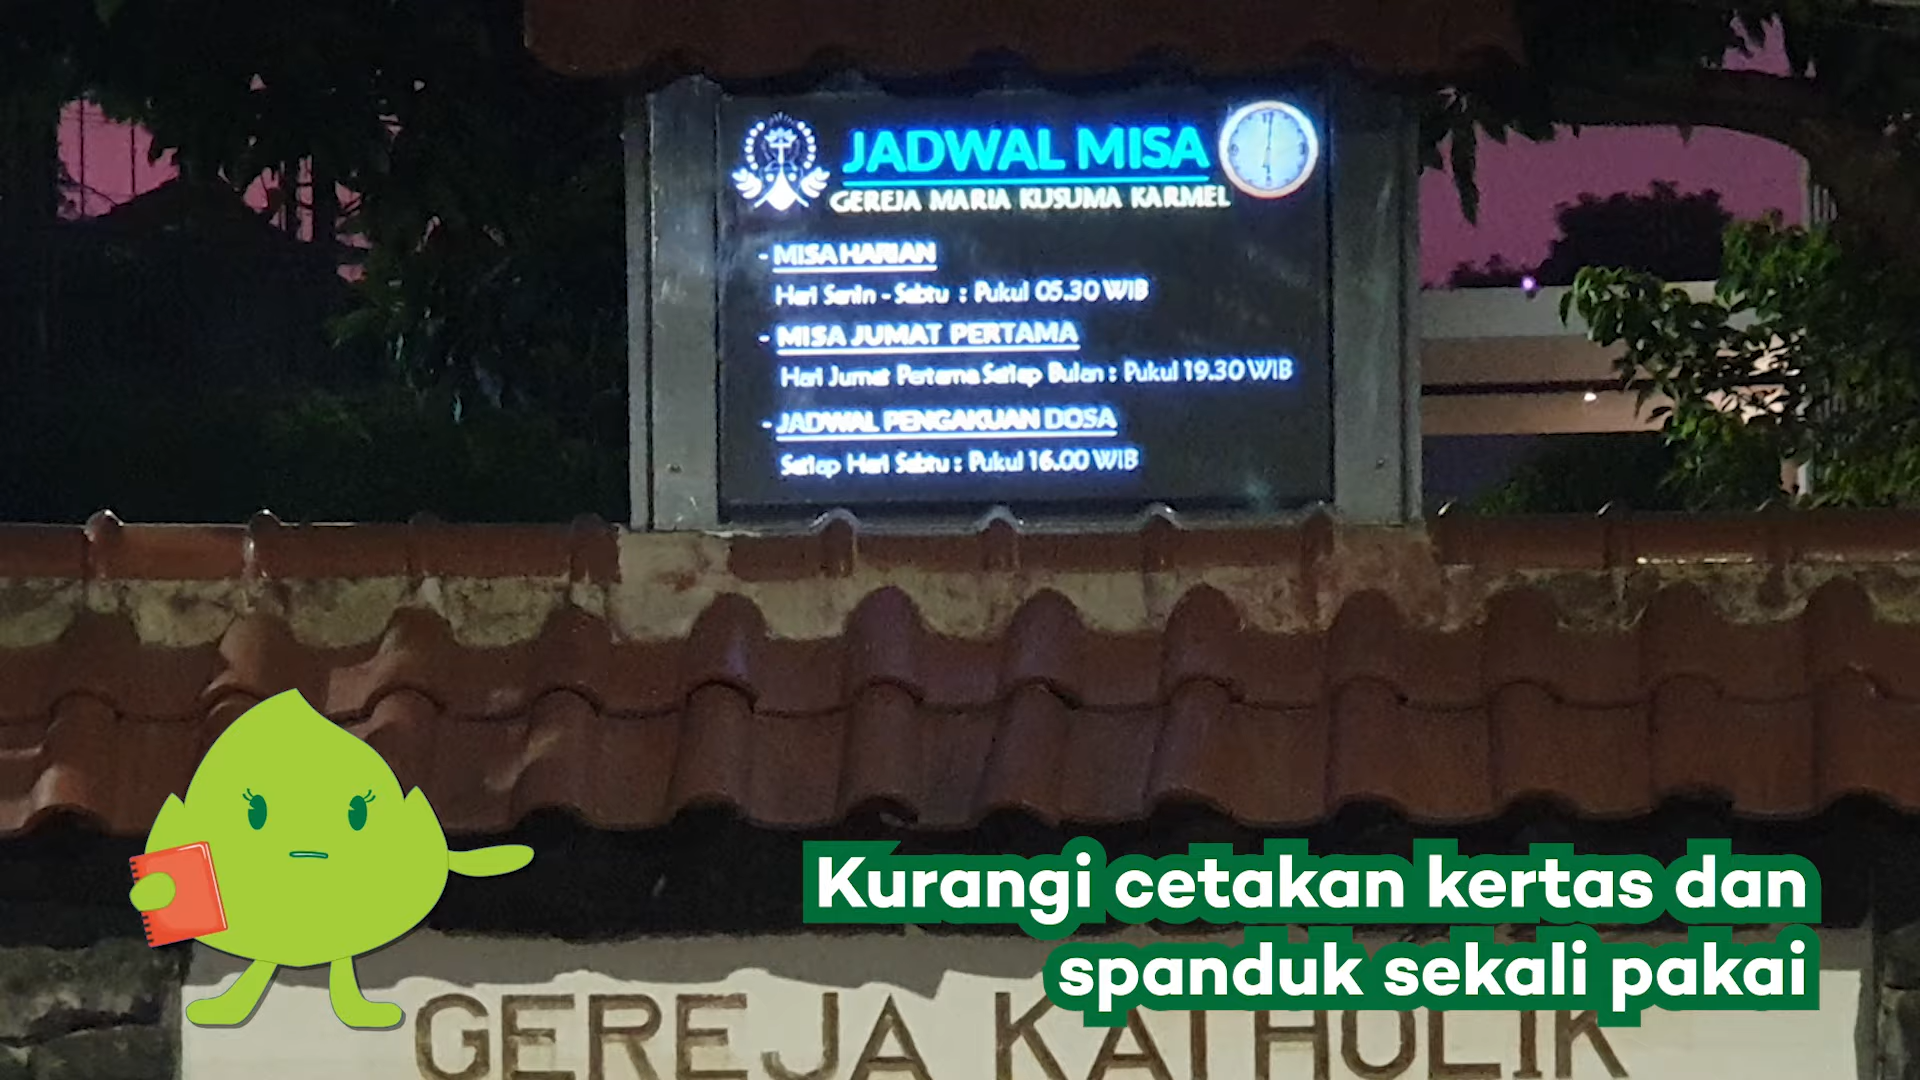 JADWAL MISA
GEREJA MARIA KUSUMA KARMEL
- MISA HARIAN
Hari Senin - Sabtu : Pukul 05.30 WIB
- MISA JUMAT PERTAMA
Hari Jumat Pertama Setiap Bulan : Pukul 19.30 WIB
- JADWAL PENGAKUAN DOSA
Setiap Hari Sabtu : Pukul 16.00 WIB
Kurangi cetakan kertas dan
spanduk sekali pakai
GEREJA KATHOLIK